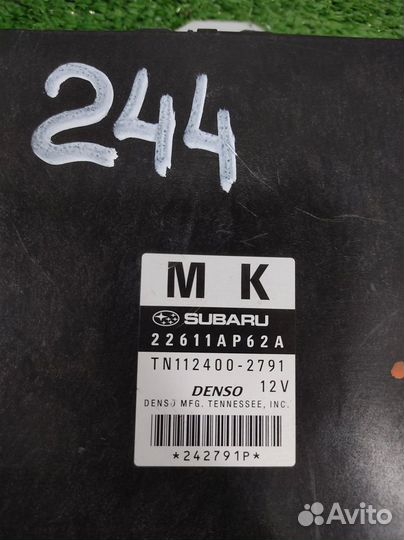 244
M K
SUBARU
22611AP62A
TN112400-2791
DENSO 12V
DENSO MFG. TENNESSEE, INC.
*242791P*
Avito